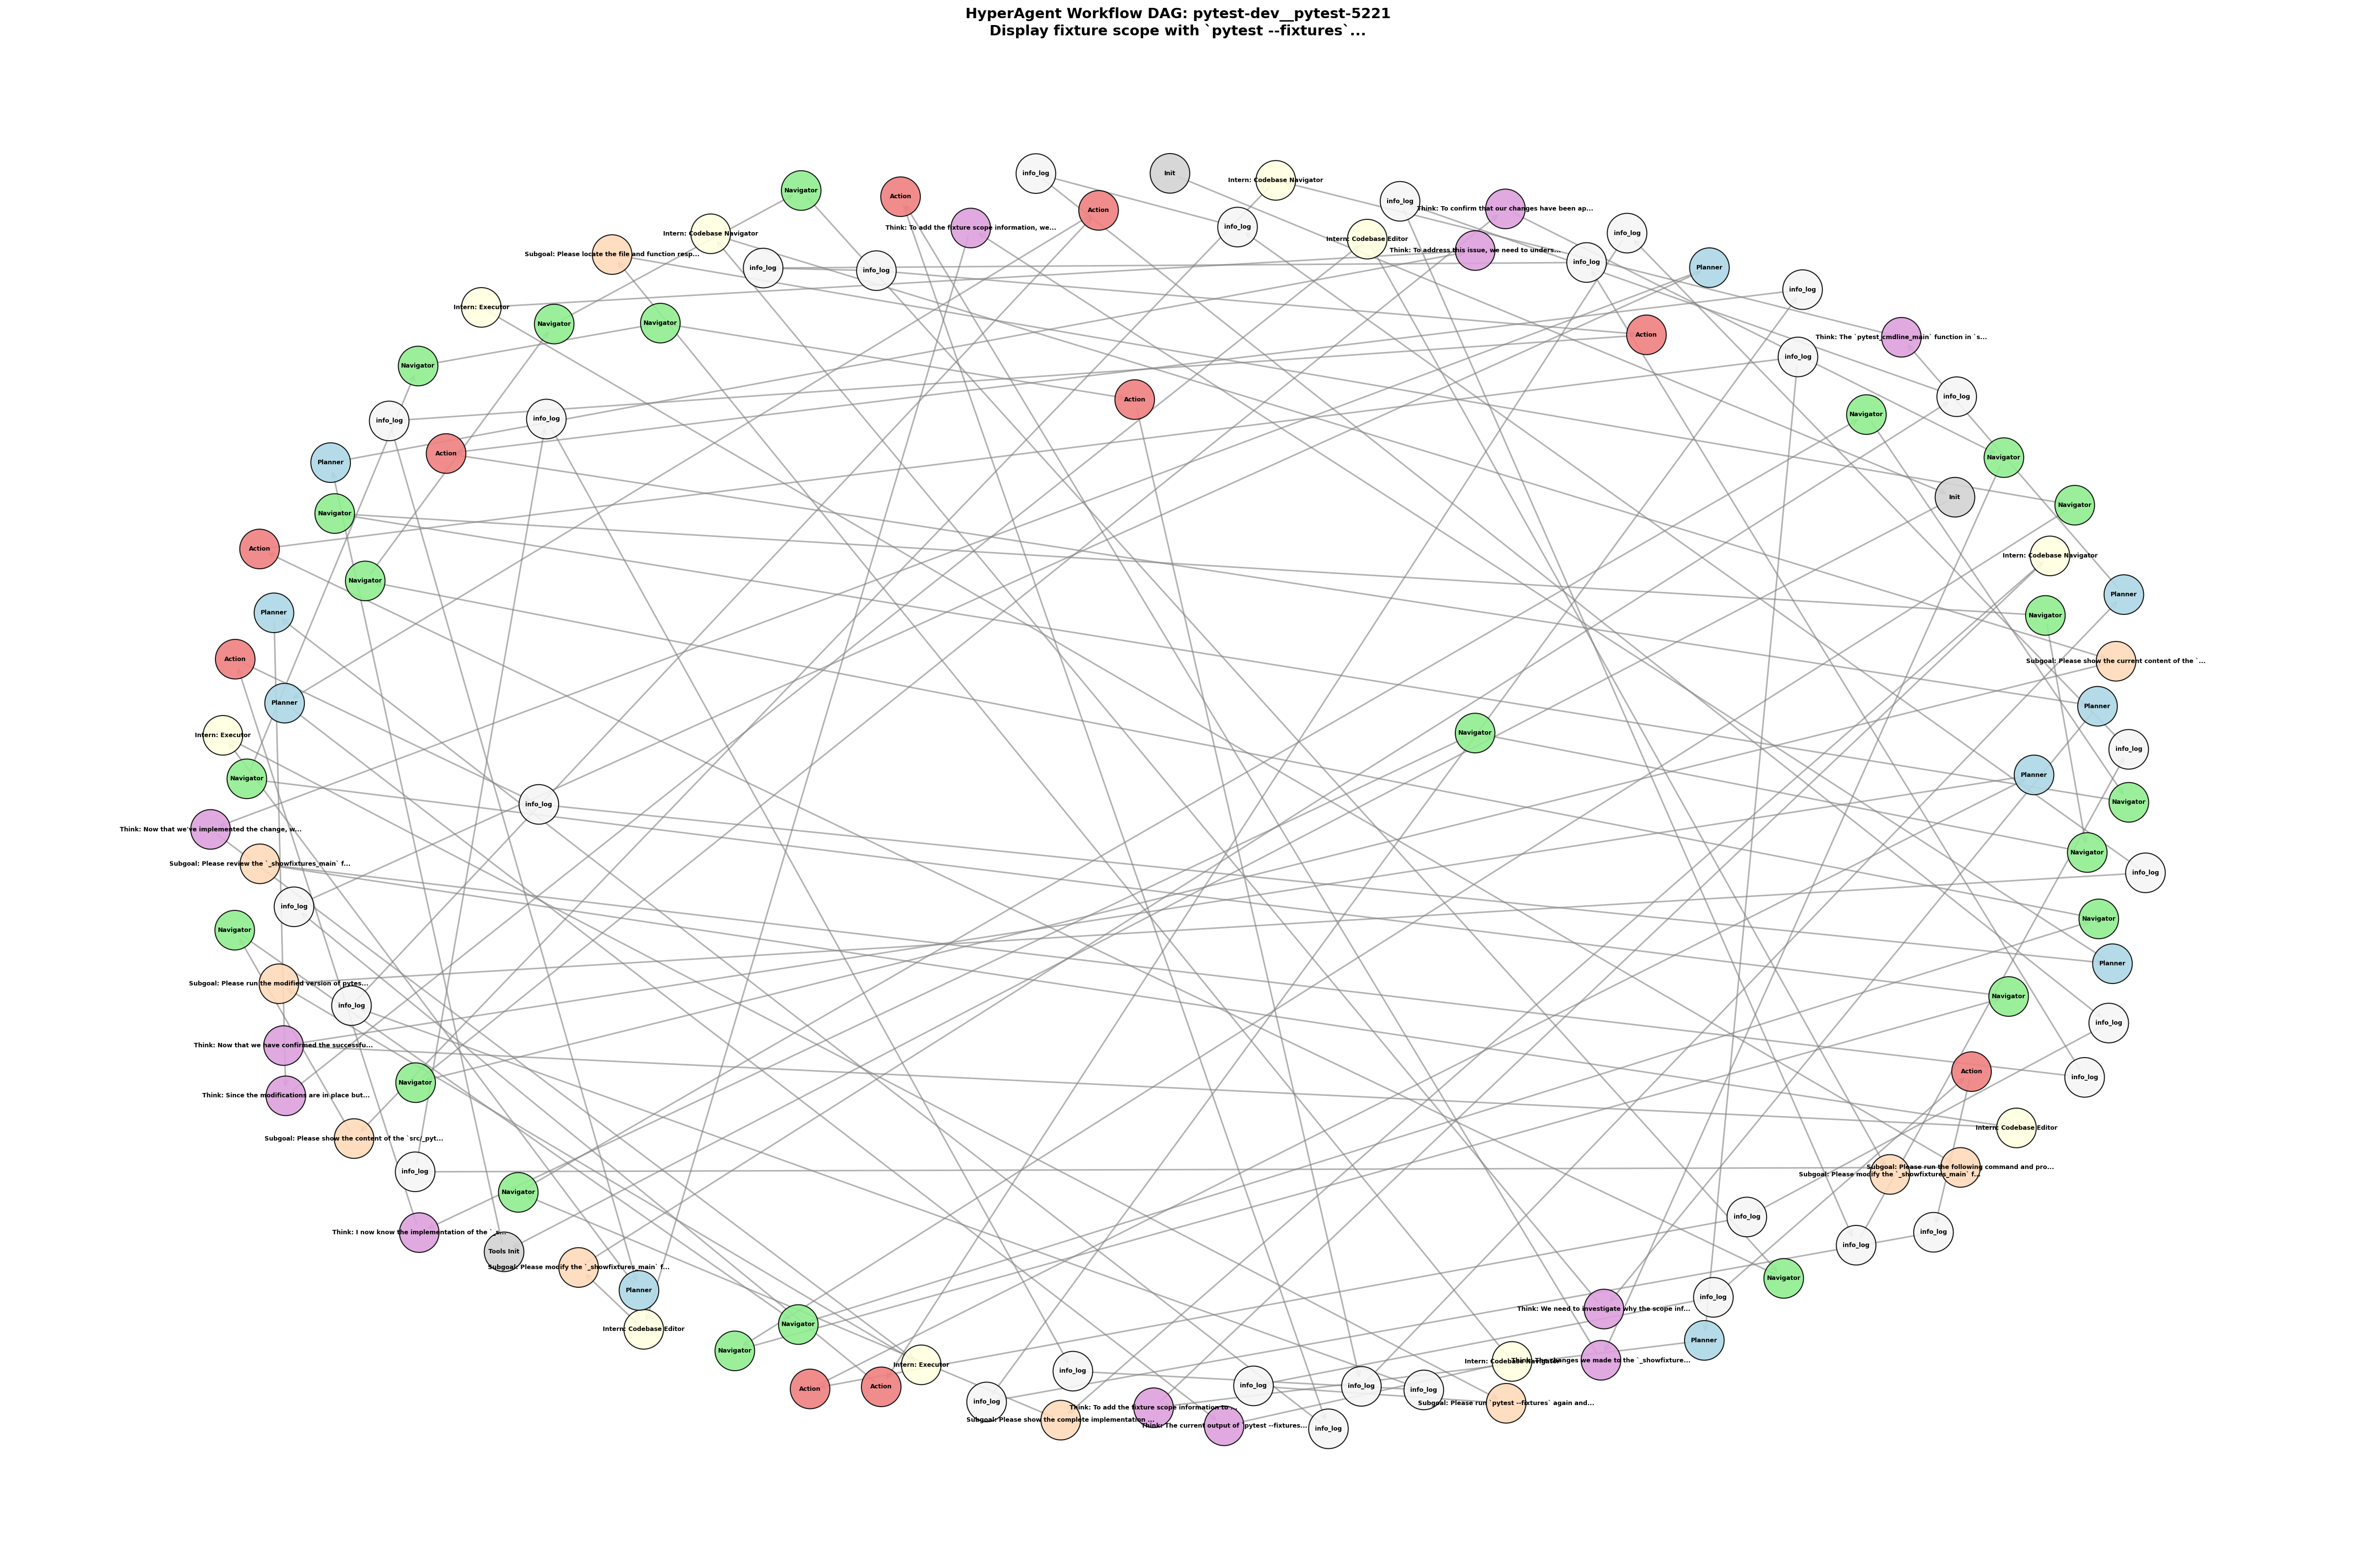 HyperAgent Workflow DAG: pytest-dev__pytest-5221
Display fixture scope with `pytest --fixtures`...
info_log
Init
Intern: Codebase Navigator
Navigator
Action
info_log
Think: To confirm that our changes have been ap...
Action
info_log
Think: To add the fixture scope information, we...
Intern: Codebase Navigator
info_log
Intern: Codebase Editor
Think: To address this issue, we need to unders...
Subgoal: Please locate the file and function resp...
info_log
info_log
info_log
Planner
info_log
Intern: Executor
Navigator
Navigator
Action
Think: The `pytest_cmdline_main` function in `s...
info_log
Navigator
info_log
Action
Navigator
info_log
info_log
Action
Navigator
Planner
Init
Navigator
Navigator
Action
Intern: Codebase Navigator
Navigator
Planner
Planner
Navigator
Action
Subgoal: Please show the current content of the `...
Planner
Planner
Intern: Executor
Navigator
info_log
Planner
Navigator
Navigator
info_log
Think: Now that we've implemented the change, w...
Navigator
Subgoal: Please review the `_showfixtures_main` f...
info_log
info_log
Navigator
Navigator
Planner
Subgoal: Please run the modified version of pytes...
Navigator
info_log
info_log
Think: Now that we have confirmed the successfu...
Action
info_log
Navigator
Think: Since the modifications are in place but...
Intern: Codebase Editor
Subgoal: Please show the content of the `src/_pyt...
Subgoal: Please run the following command and pro...
info_log
Subgoal: Please modify the `_showfixtures_main` f...
Navigator
info_log
Think: I now know the implementation of the `_s...
info_log
info_log
Tools Init
Subgoal: Please modify the `_showfixtures_main` f...
Navigator
Planner
info_log
Think: We need to investigate why the scope inf...
Navigator
Intern: Codebase Editor
Planner
Navigator
Intern: Codebase Navigator
Think: The changes we made to the `_showfixture...
Intern: Executor
info_log
Action
Action
info_log
info_log
info_log
info_log
Subgoal: Please run `pytest --fixtures` again and...
Think: To add the fixture scope information to
Subgoal: Please show the complete implementation ...
Think: The current output of `pytest --fixtures...
info_log